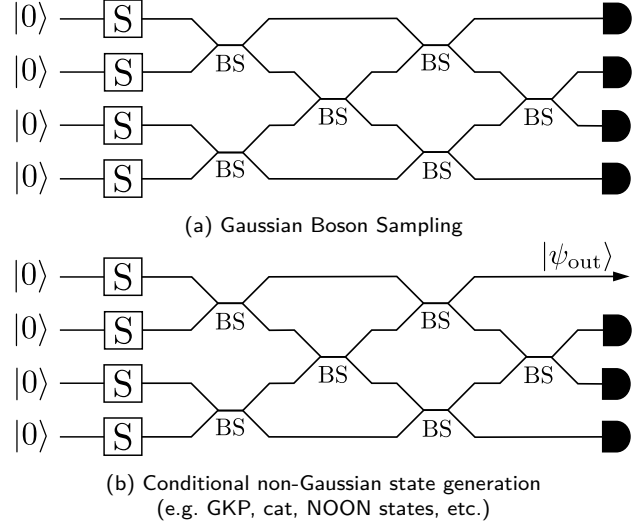 |0⟩ S
BS BS
|0⟩ S
BS BS
|0⟩ S
BS BS
|0⟩ S
(a) Gaussian Boson Sampling
|ψout⟩
|0⟩ S
BS BS
|0⟩ S
BS BS
|0⟩ S
BS BS
|0⟩ S
(b) Conditional non-Gaussian state generation
(e.g. GKP, cat, NOON states, etc.)